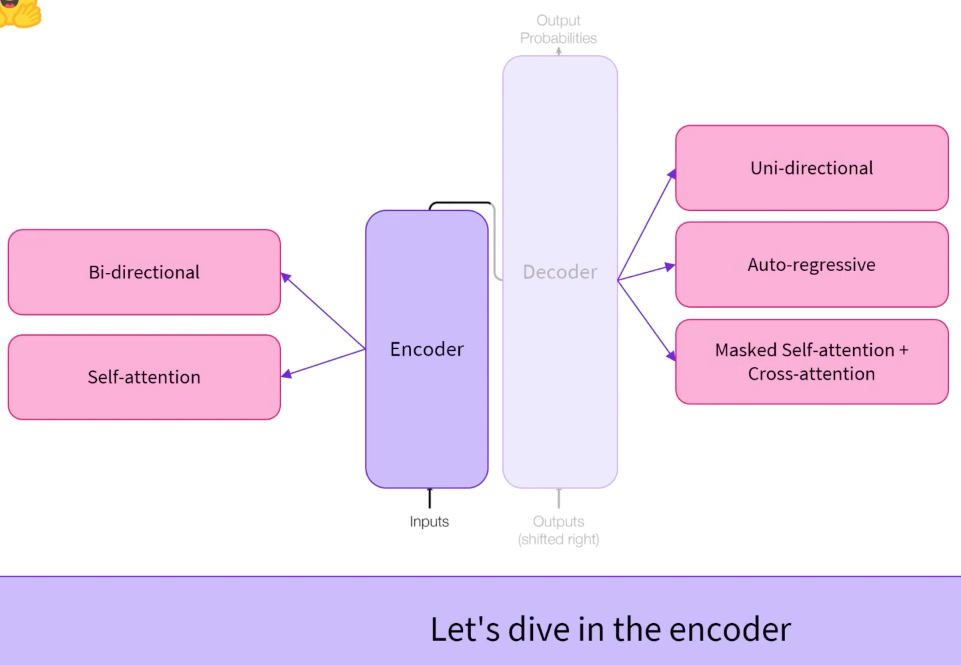 Output
Probabilities
Uni-directional
Bi-directional
Decoder
Auto-regressive
Encoder
Masked Self-attention +
Cross-attention
Self-attention
Inputs
Outputs
(shifted right)
Let's dive in the encoder